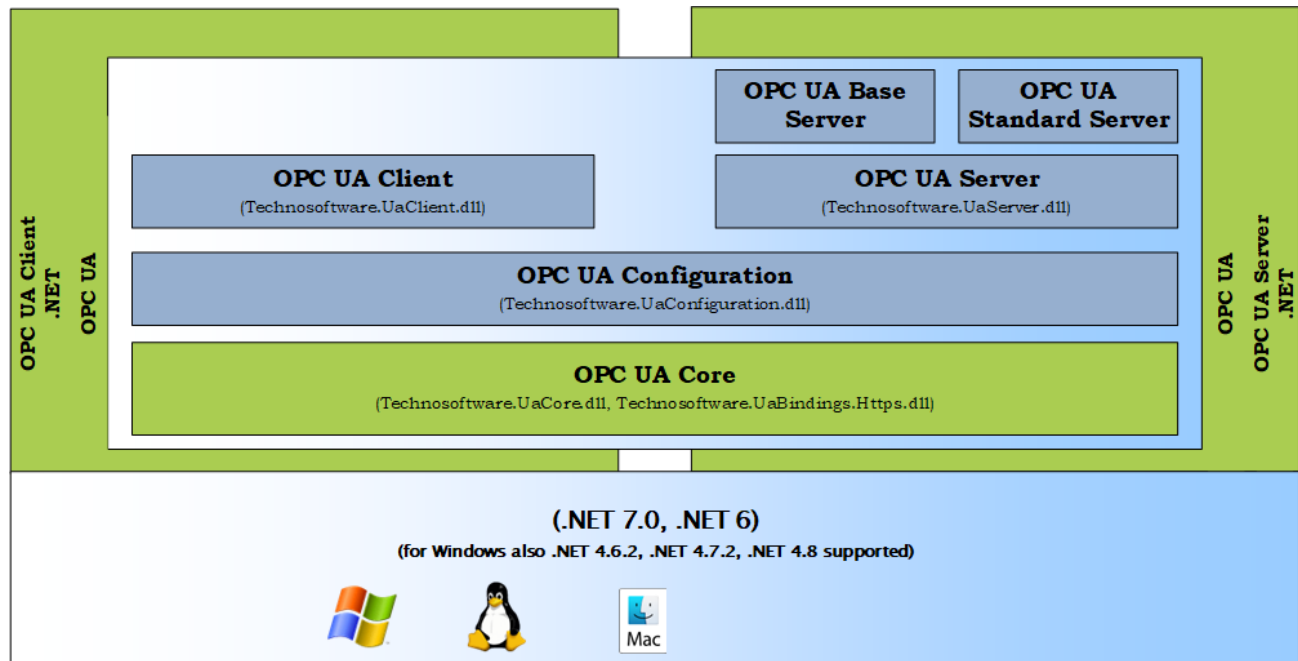 OPC UA Base
Server
OPC UA
Standard Server
OPC UA Client
(Technosoftware.UaClient.dll)
OPC UA Server
(Technosoftware.UaServer.dll)
OPC UA Client
.NET
OPC UA
OPC UA
OPC UA Server
.NET
OPC UA Configuration
(Technosoftware.UaConfiguration.dll)
OPC UA Core
(Technosoftware.UaCore.dll, Technosoftware.UaBindings.Https.dll)
(.NET 7.0, .NET 6)
(for Windows also .NET 4.6.2, .NET 4.7.2, .NET 4.8 supported)
Mac